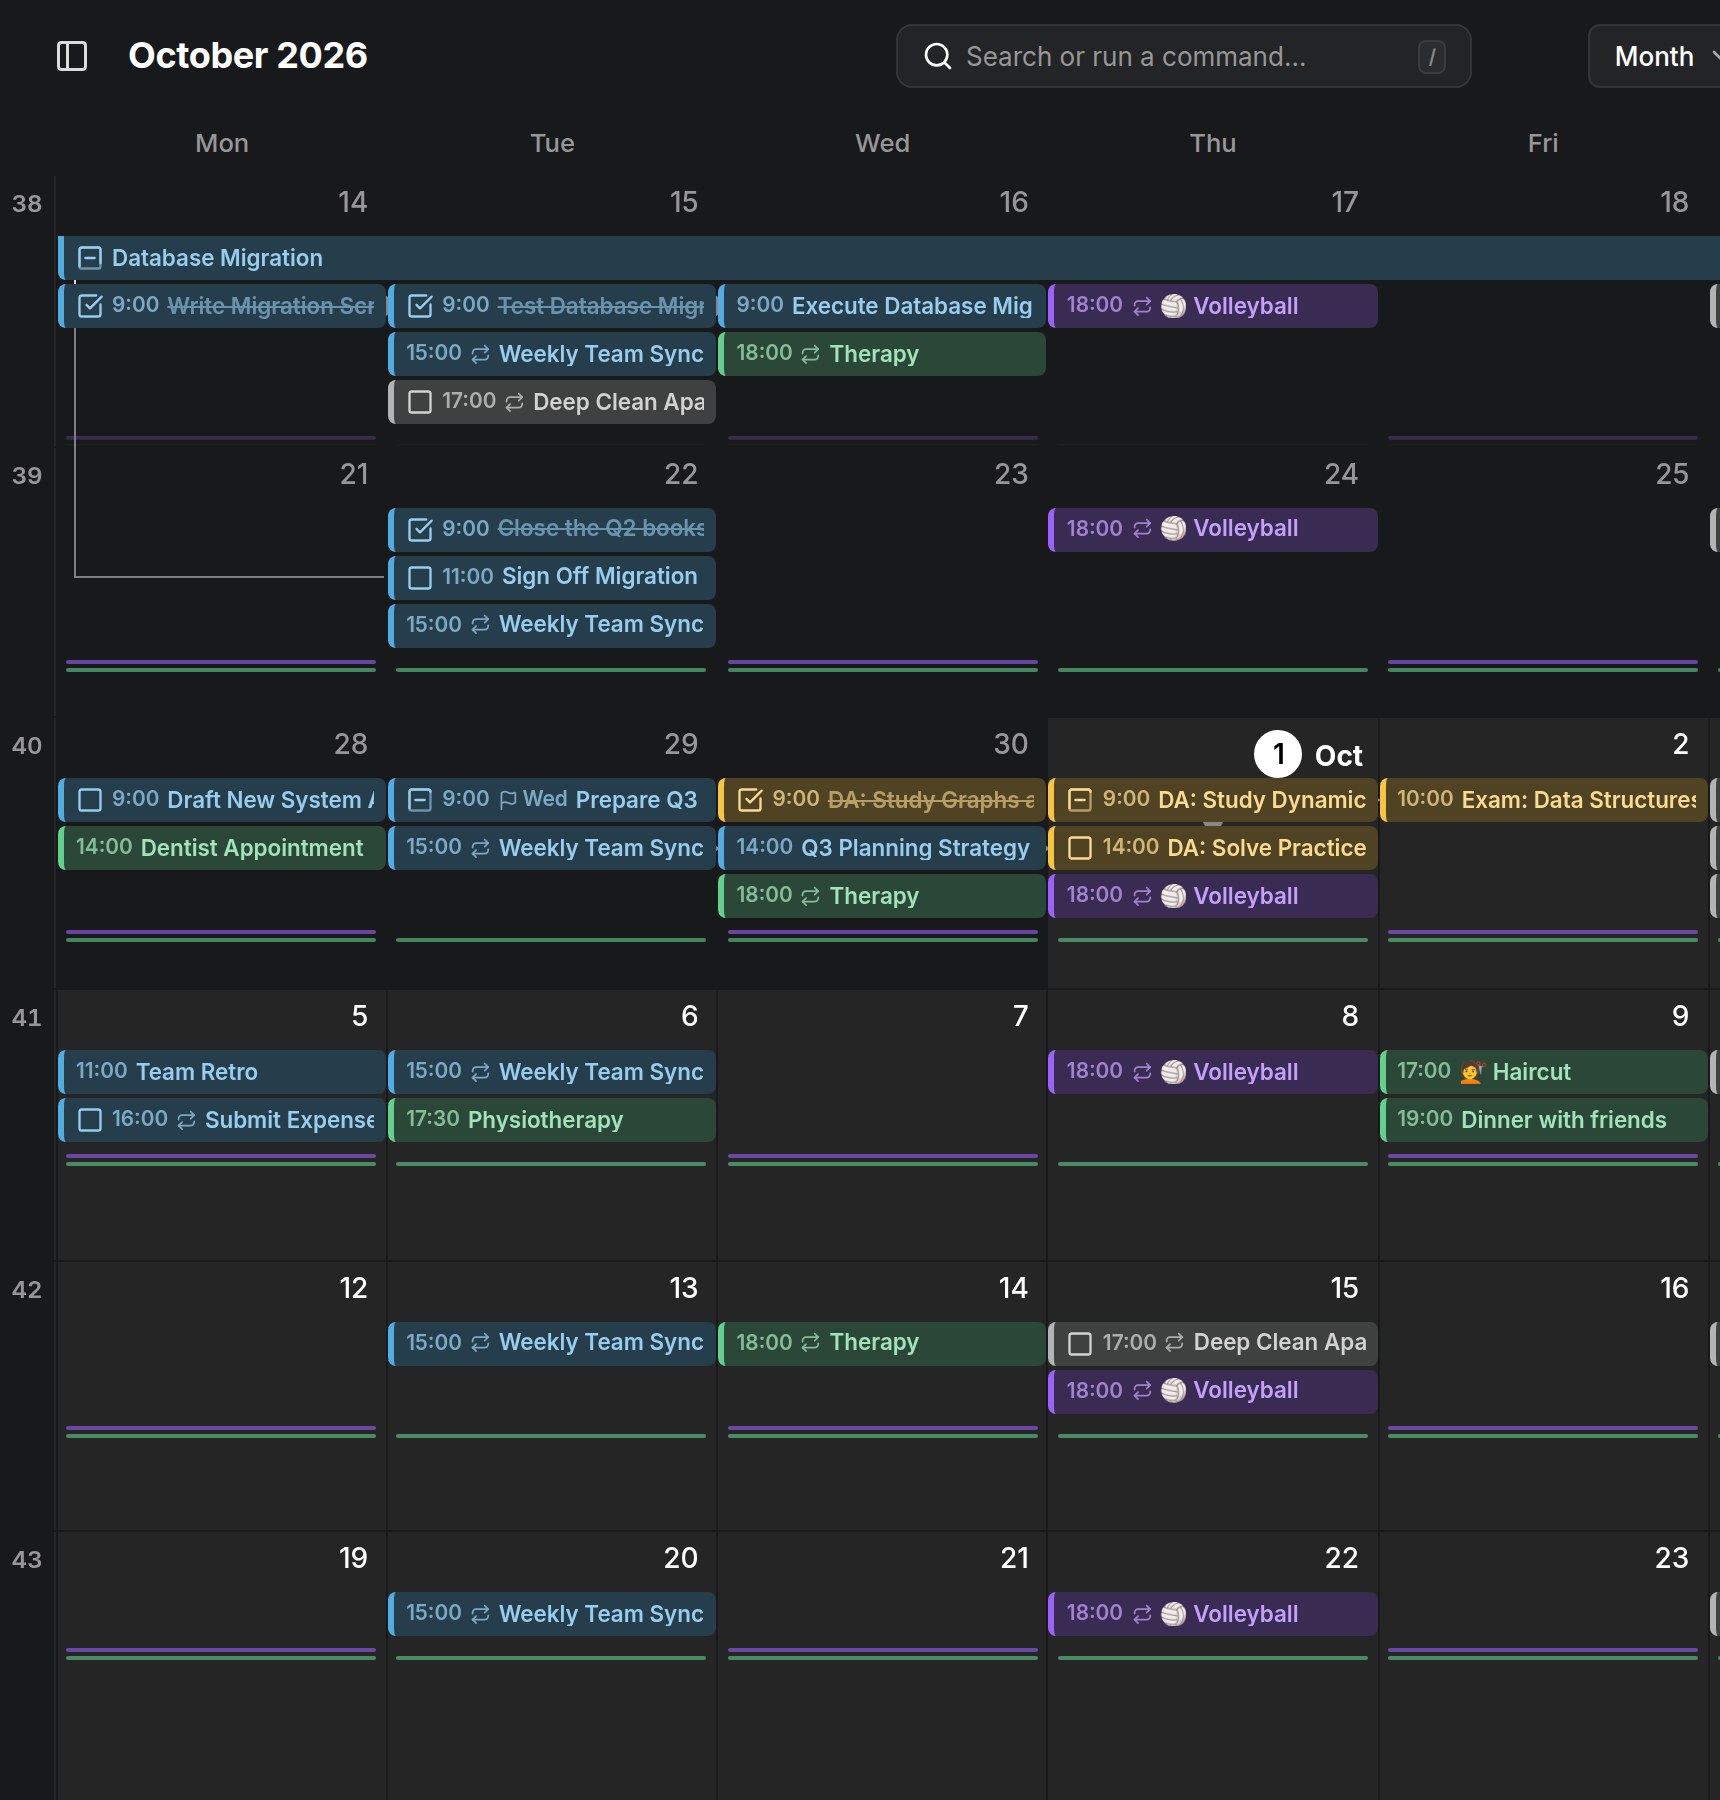 October 2026
Search or run a command... /
Month
Mon Tue Wed Thu Fri
38 14 15 16 17 18
Database Migration
9:00 Write Migration Scr 9:00 Test Database Migr 9:00 Execute Database Mig 18:00 Volleyball
15:00 Weekly Team Sync 18:00 Therapy
17:00 Deep Clean Apa
39 21 22 23 24 25
9:00 Close the Q2 books 18:00 Volleyball
11:00 Sign Off Migration
15:00 Weekly Team Sync
40 28 29 30 1 Oct 2
9:00 Draft New System A 9:00 Wed Prepare Q3 9:00 DA: Study Graphs a 9:00 DA: Study Dynamic 10:00 Exam: Data Structures
14:00 Dentist Appointment 15:00 Weekly Team Sync 14:00 Q3 Planning Strategy 14:00 DA: Solve Practice
18:00 Therapy 18:00 Volleyball
41 5 6 7 8 9
11:00 Team Retro 15:00 Weekly Team Sync 18:00 Volleyball 17:00 Haircut
16:00 Submit Expense 17:30 Physiotherapy 19:00 Dinner with friends
42 12 13 14 15 16
15:00 Weekly Team Sync 18:00 Therapy 17:00 Deep Clean Apa
18:00 Volleyball
43 19 20 21 22 23
15:00 Weekly Team Sync 18:00 Volleyball